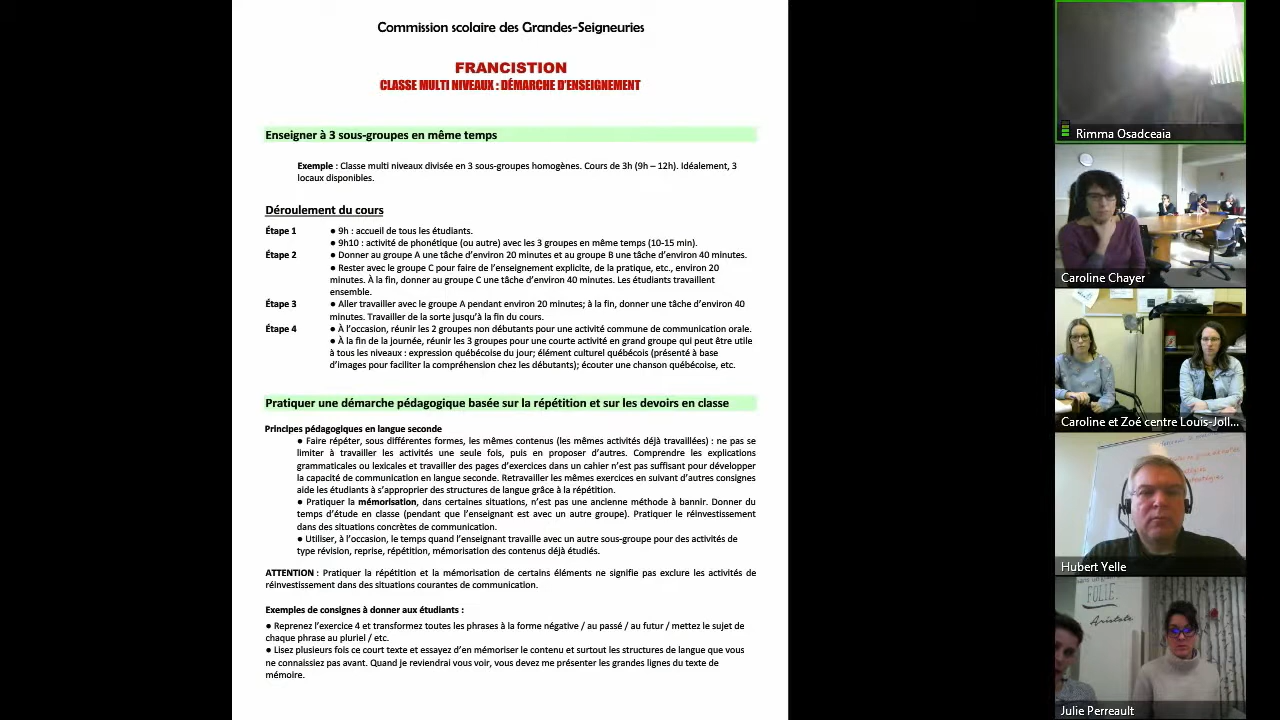 Commission scolaire des Grandes-Seigneuries
FRANCISTION
CLASSE MULTI NIVEAUX : DÉMARCHE D'ENSEIGNEMENT
Enseigner à 3 sous-groupes en même temps
Exemple : Classe multi niveaux divisée en 3 sous-groupes homogènes. Cours de 3h (9h – 12h). Idéalement, 3
locaux disponibles.
Déroulement du cours
Étape 1 ● 9h : accueil de tous les étudiants.
● 9h10 : activité de phonétique (ou autre) avec les 3 groupes en même temps (10-15 min).
Étape 2 ● Donner au groupe A une tâche d'environ 20 minutes et au groupe B une tâche d'environ 40 minutes.
● Rester avec le groupe C pour faire de l'enseignement explicite, de la pratique, etc., environ 20
minutes. À la fin, donner au groupe C une tâche d'environ 40 minutes. Les étudiants travaillent
ensemble.
Étape 3 ● Aller travailler avec le groupe A pendant environ 20 minutes; à la fin, donner une tâche d'environ 40
minutes. Travailler de la sorte jusqu'à la fin du cours.
Étape 4 ● À l'occasion, réunir les 2 groupes non débutants pour une activité commune de communication orale.
● À la fin de la journée, réunir les 3 groupes pour une courte activité en grand groupe qui peut être utile
à tous les niveaux : expression québécoise du jour; élément culturel québécois (présenté à base
d'images pour faciliter la compréhension chez les débutants); écouter une chanson québécoise, etc.
Pratiquer une démarche pédagogique basée sur la répétition et sur les devoirs en classe
Principes pédagogiques en langue seconde
● Faire répéter, sous différentes formes, les mêmes contenus (les mêmes activités déjà travaillées) : ne pas se
limiter à travailler les activités une seule fois, puis en proposer d'autres. Comprendre les explications
grammaticales ou lexicales et travailler des pages d'exercices dans un cahier n'est pas suffisant pour développer
la capacité de communication en langue seconde. Retravailler les mêmes exercices en suivant d'autres consignes
aide les étudiants à s'approprier des structures de langue grâce à la répétition.
● Pratiquer la mémorisation, dans certaines situations, n'est pas une ancienne méthode à bannir. Donner du
temps d'étude en classe (pendant que l'enseignant est avec un autre groupe). Pratiquer le réinvestissement
dans des situations concrètes de communication.
● Utiliser, à l'occasion, le temps quand l'enseignant travaille avec un autre sous-groupe pour des activités de
type révision, reprise, répétition, mémorisation des contenus déjà étudiés.
ATTENTION : Pratiquer la répétition et la mémorisation de certains éléments ne signifie pas exclure les activités de
réinvestissement dans des situations courantes de communication.
Exemples de consignes à donner aux étudiants :
● Reprenez l'exercice 4 et transformez toutes les phrases à la forme négative / au passé / au futur / mettez le sujet de
chaque phrase au pluriel / etc.
● Lisez plusieurs fois ce court texte et essayez d'en mémoriser le contenu et surtout les structures de langue que vous
ne connaissiez pas avant. Quand je reviendrai vous voir, vous devez me présenter les grandes lignes du texte de
mémoire.
Rimma Osadceaia
Caroline Chayer
Caroline et Zoé centre Louis-Joll...
Hubert Yelle
FOLIE.
Aristote
Julie Perreault